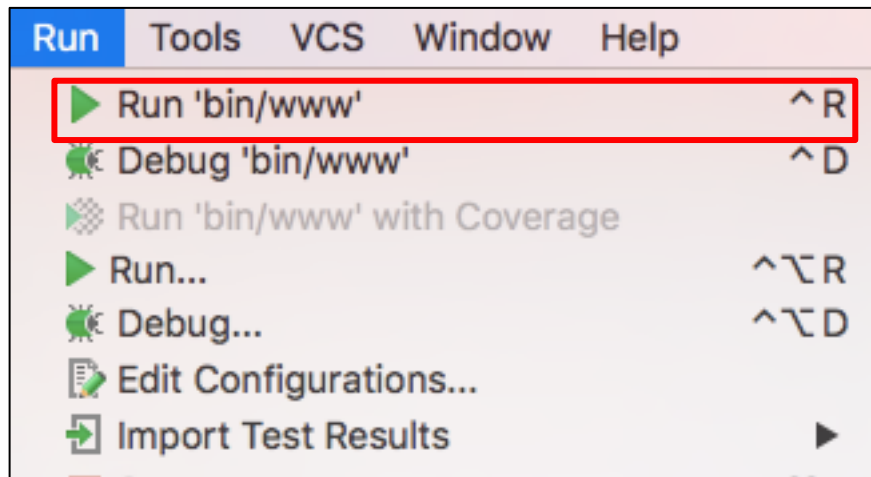 Run Tools VCS Window Help
Run 'bin/www' ^R
Debug 'bin/www' ^D
Run 'bin/www' with Coverage
Run... ^⌥R
Debug... ^⌥D
Edit Configurations...
Import Test Results ▶